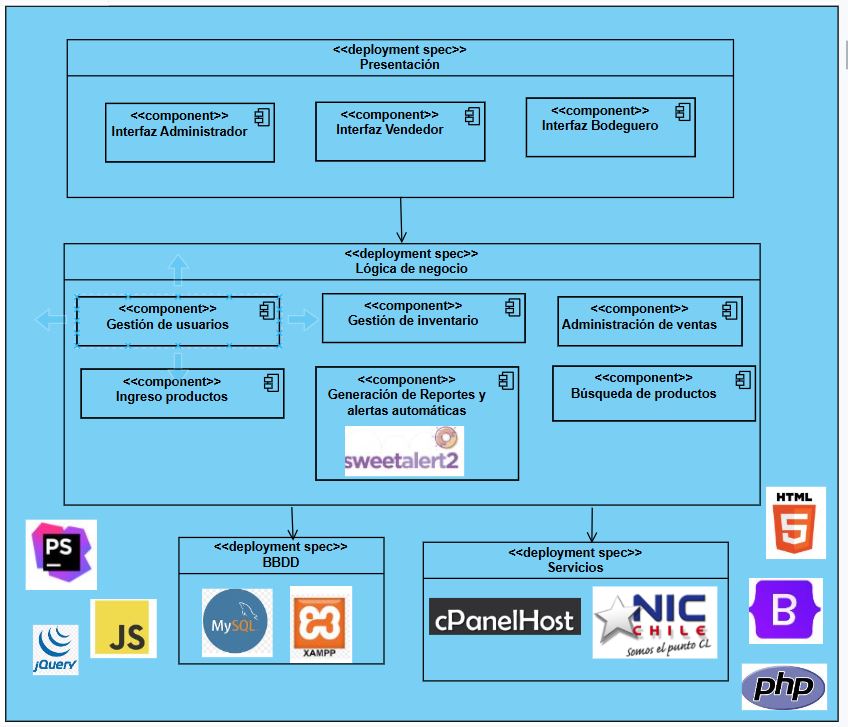 <<deployment spec>>
Presentación
<<component>>
Interfaz Administrador
<<component>>
Interfaz Vendedor
<<component>>
Interfaz Bodeguero
<<deployment spec>>
Lógica de negocio
<<component>>
Gestión de usuarios
<<component>>
Gestión de inventario
<<component>>
Administración de ventas
<<component>>
Ingreso productos
<<component>>
Generación de Reportes y
alertas automáticas
sweetalert2
<<component>>
Búsqueda de productos
<<deployment spec>>
BBDD
MySQL
XAMPP
<<deployment spec>>
Servicios
cPanelHost
NIC
CHILE
Somos el punto CL
PS
JS
jQuery
HTML
5
B
php